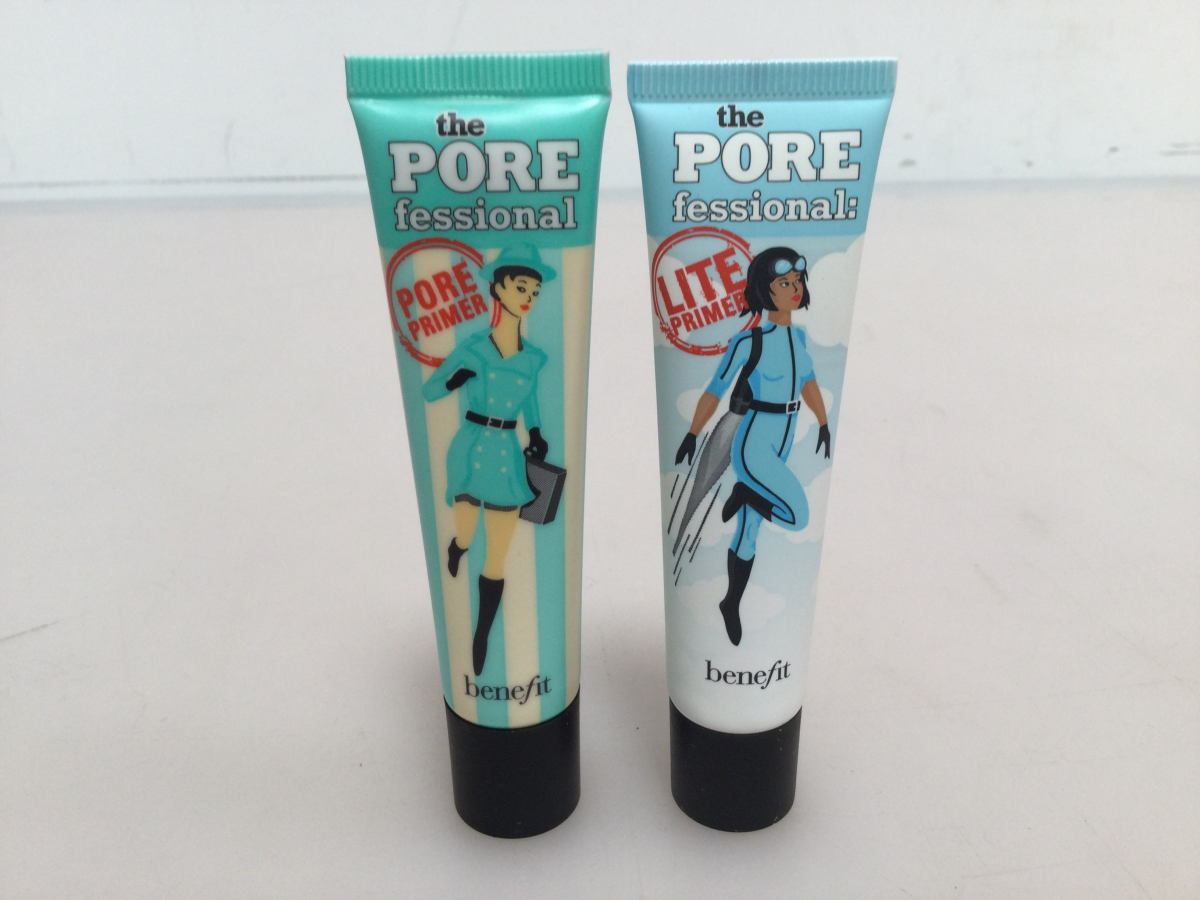 the
PORE
fessional
PORE
PRIMER
benefit
the
PORE
fessional:
LITE
PRIMER
benefit